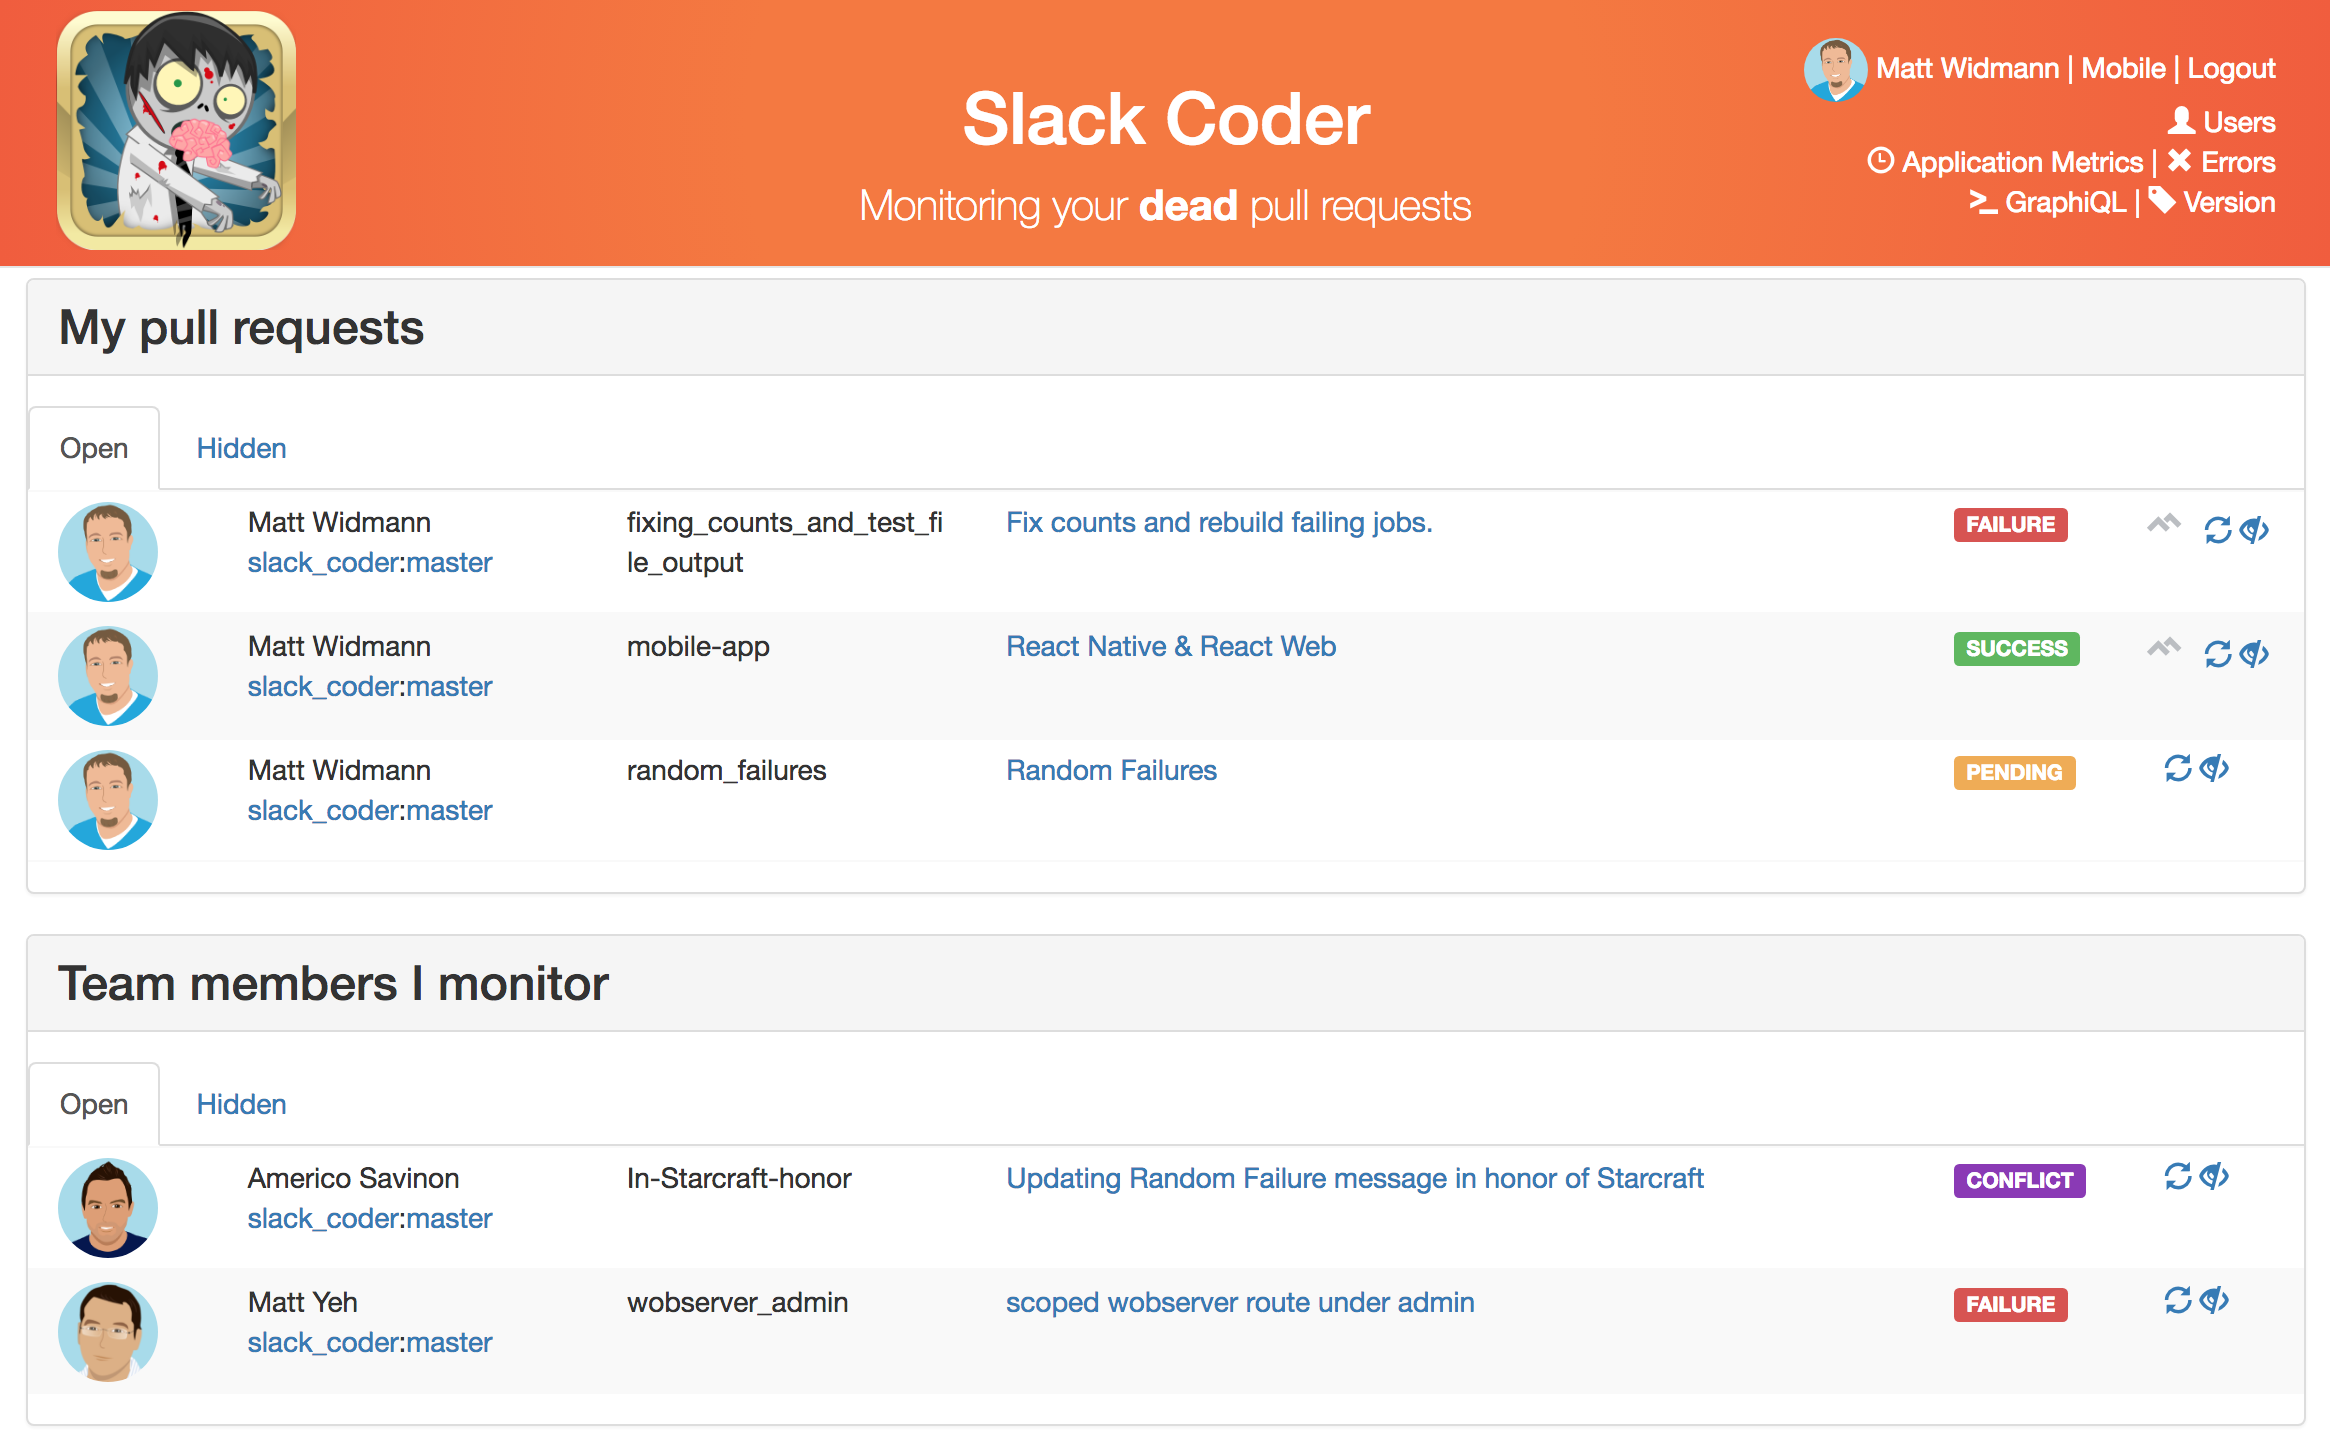 Matt Widmann | Mobile | Logout
Slack Coder
Users
Application Metrics | Errors
Monitoring your dead pull requests
GraphiQL | Version
My pull requests
Open Hidden
Matt Widmann fixing_counts_and_test_fi Fix counts and rebuild failing jobs. FAILURE
slack_coder:master le_output
Matt Widmann mobile-app React Native & React Web SUCCESS
slack_coder:master
Matt Widmann random_failures Random Failures PENDING
slack_coder:master
Team members I monitor
Open Hidden
Americo Savinon In-Starcraft-honor Updating Random Failure message in honor of Starcraft CONFLICT
slack_coder:master
Matt Yeh wobserver_admin scoped wobserver route under admin FAILURE
slack_coder:master